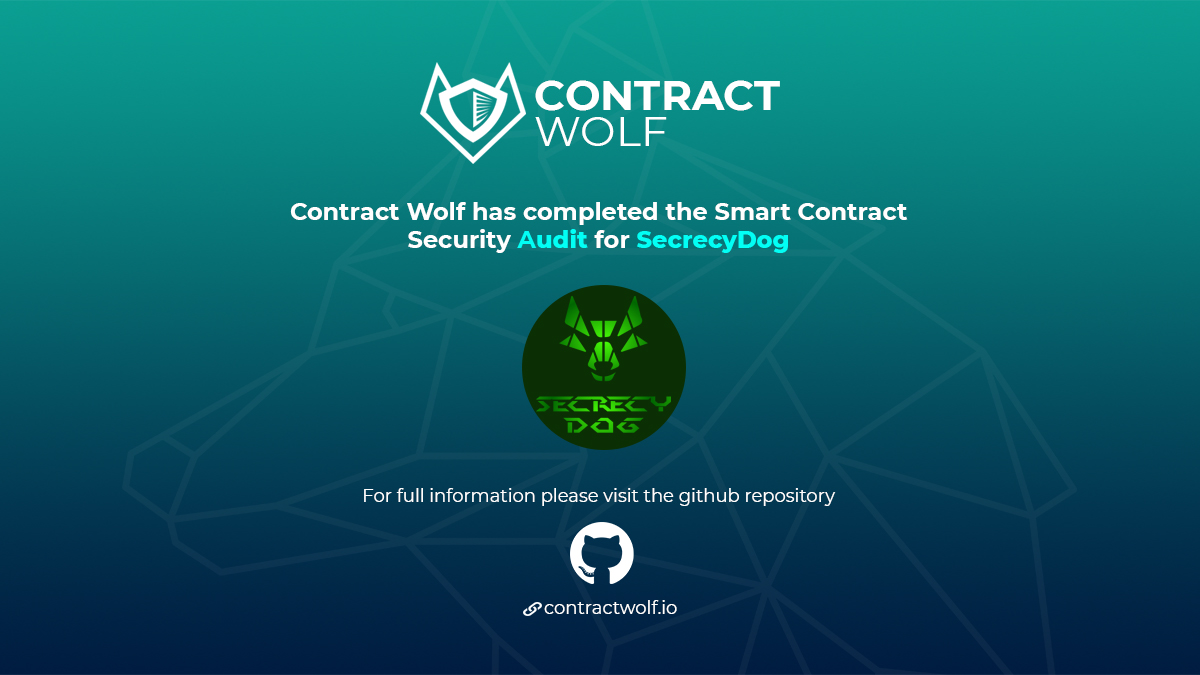 CONTRACT
WOLF
Contract Wolf has completed the Smart Contract
Security Audit for SecrecyDog
SECRECY
DOG
For full information please visit the github repository
contractwolf.io